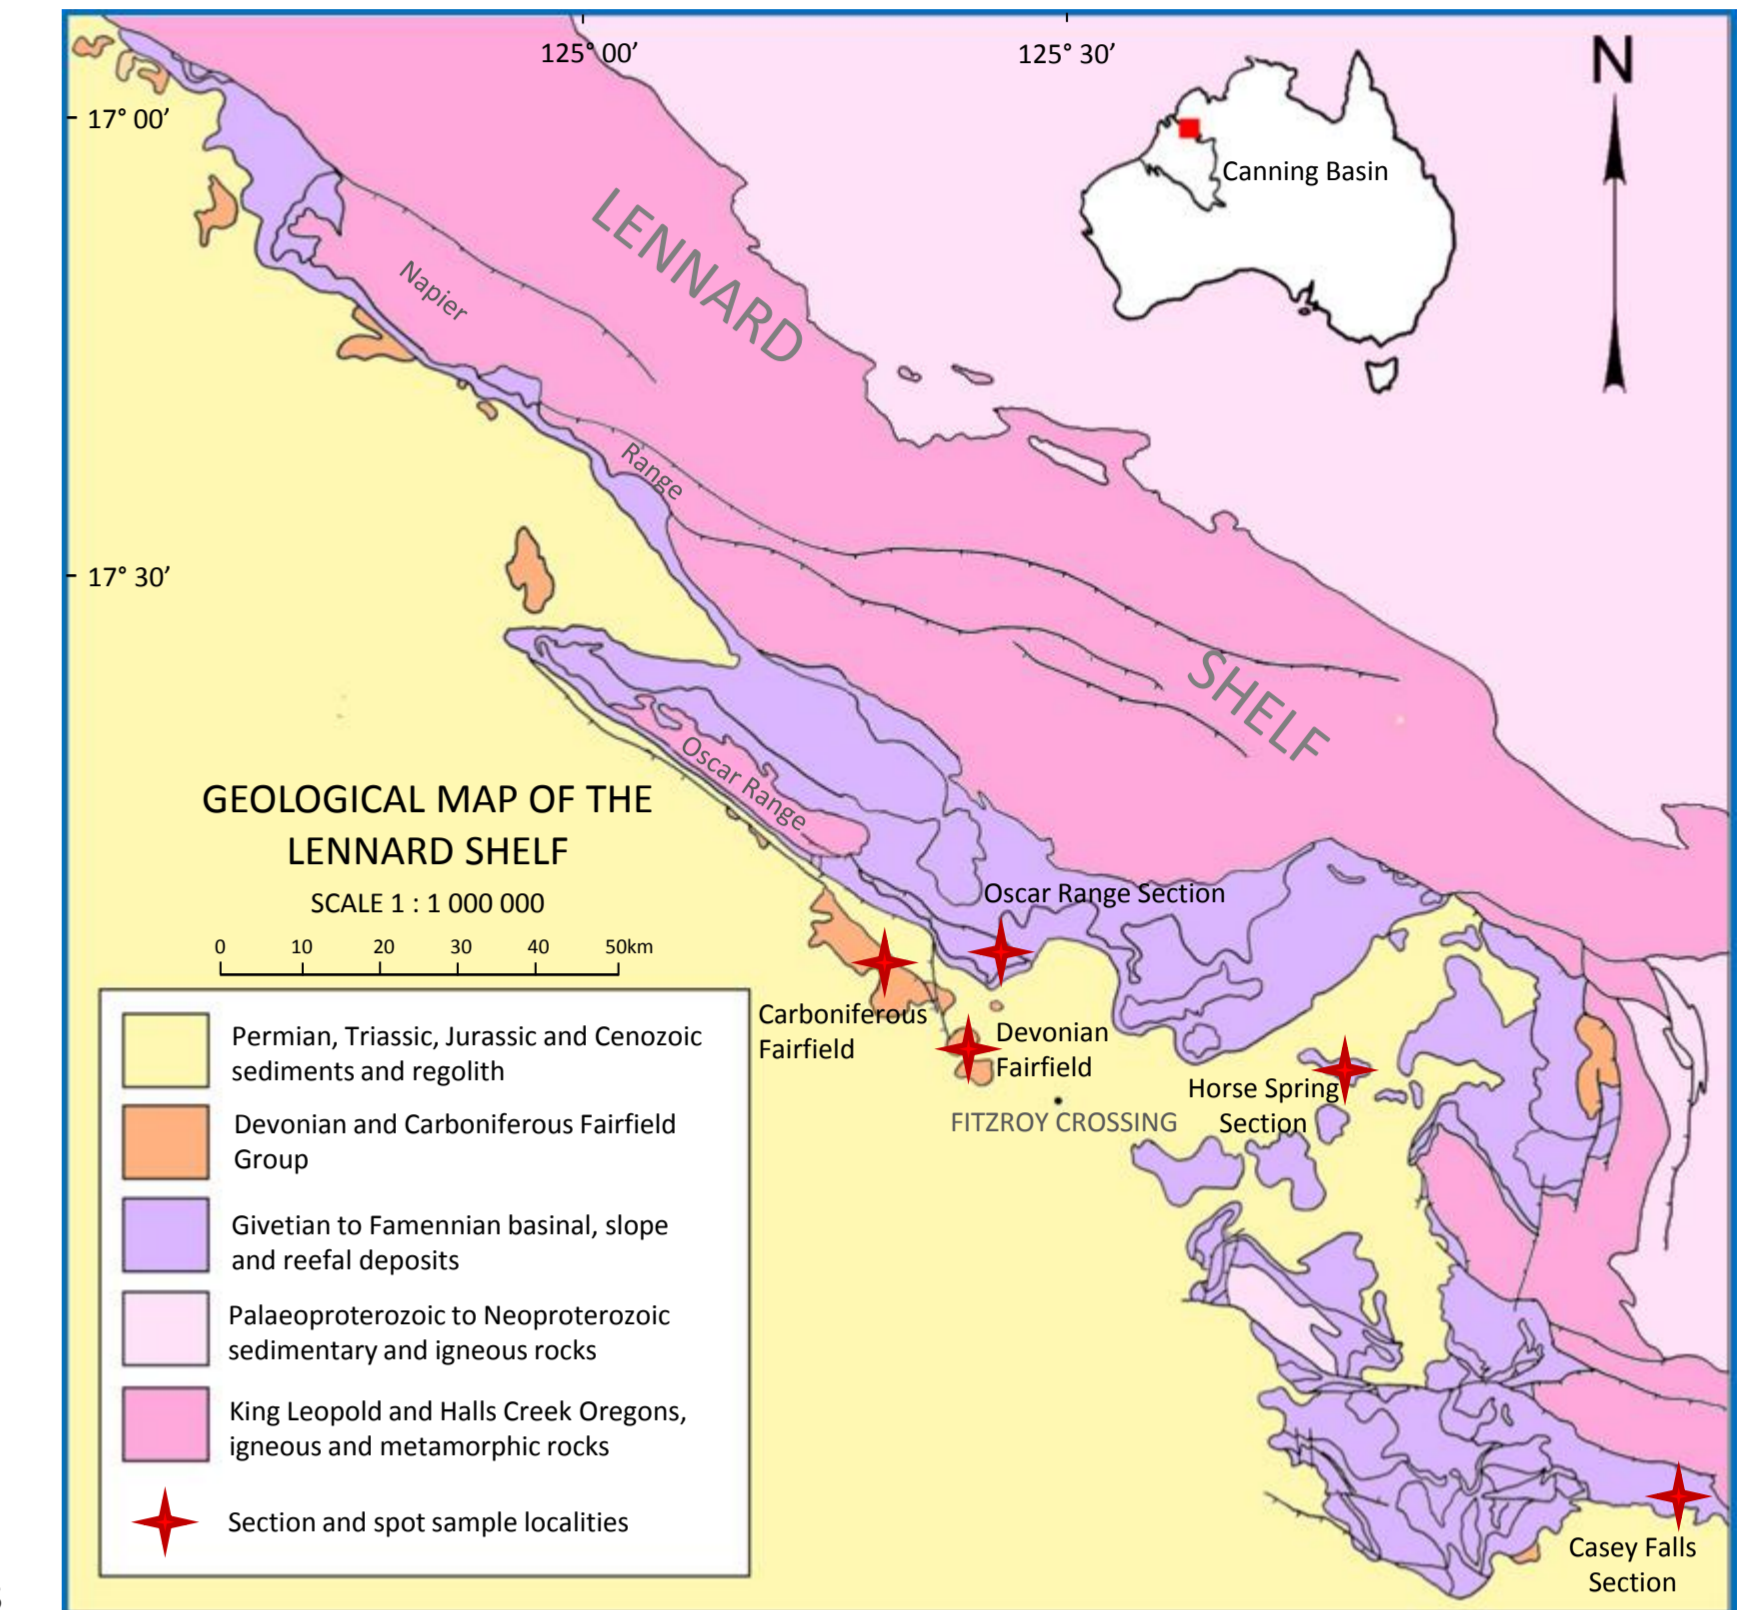 125° 00’
125° 30’
N
17° 00’
Canning Basin
LENNARD
Napier
Range
17° 30’
SHELF
Oscar Range
GEOLOGICAL MAP OF THE
LENNARD SHELF
SCALE 1 : 1 000 000
0 10 20 30 40 50km
Oscar Range Section
Carboniferous
Fairfield
Devonian
Fairfield
FITZROY CROSSING
Horse Spring
Section
Permian, Triassic, Jurassic and Cenozoic
sediments and regolith
Devonian and Carboniferous Fairfield
Group
Givetian to Famennian basinal, slope
and reefal deposits
Palaeoproterozoic to Neoproterozoic
sedimentary and igneous rocks
King Leopold and Halls Creek Oregons,
igneous and metamorphic rocks
Section and spot sample localities
Casey Falls
Section